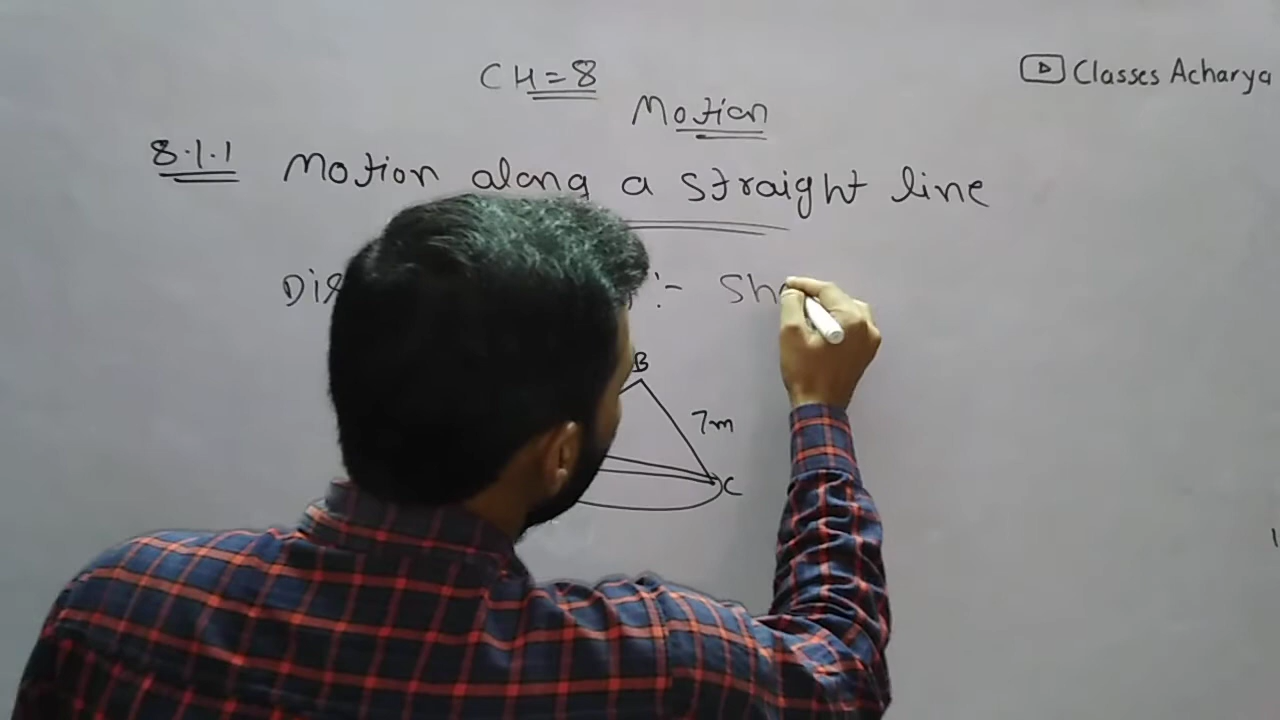 CH=8
Classes Acharya
Motion
8.1.1 Motion along a straight line
:-
B
7m
C